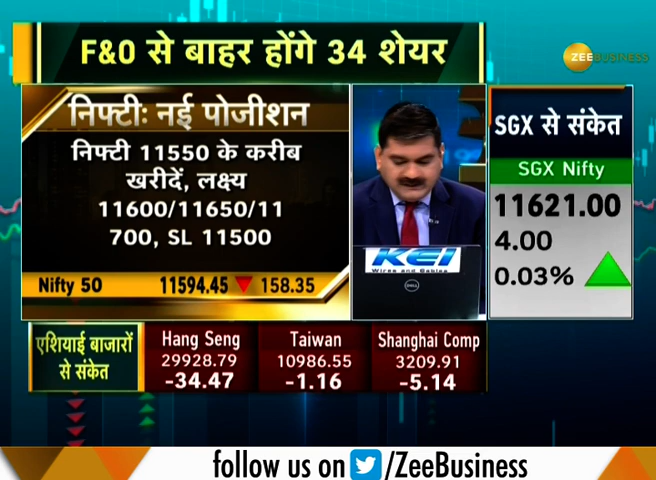 F&O से बाहर होंगे 34 शेयर
ZEEBUSINESS
निफ्टीः नई पोजीशन
निफ्टी 11550 के करीब
खरीदें, लक्ष्य
11600/11650/11
700, SL 11500
Nifty 50 11594.45 ▼ 158.35
KEI
Wires and Cables
DELL
SGX से संकेत
SGX Nifty
11621.00
4.00
0.03%
एशियाई बाजारों
से संकेत
Hang Seng
29928.79
-34.47
Taiwan
10986.55
-1.16
Shanghai Comp
3209.91
-5.14
follow us on /ZeeBusiness